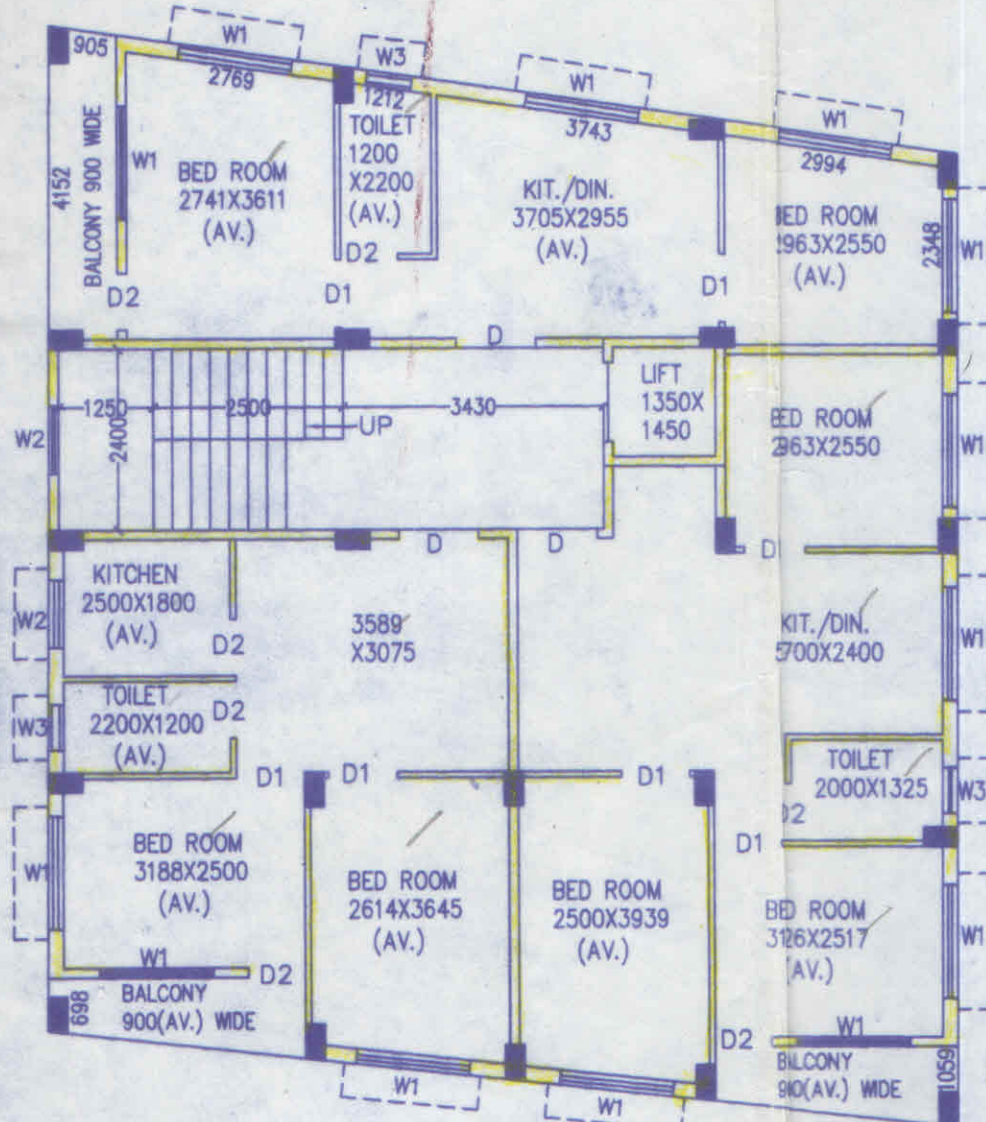 905
W1
2769
W3
1212
W1
3743
W1
2994
4152
BALCONY 900 WIDE
W1
BED ROOM
2741X3611
(AV.)
TOILET
1200
X2200
(AV.)
KIT./DIN.
3705X2955
(AV.)
BED ROOM
2963X2550
(AV.)
2348
W1
D2
D1
D2
D1
D
W2
1250
2400
2500
UP
3430
LIFT
1350X
1450
BED ROOM
2963X2550
W1
D
D
D
KITCHEN
2500X1800
(AV.)
W2
D2
3589
X3075
KIT./DIN.
5700X2400
W1
W3
TOILET
2200X1200
(AV.)
D2
TOILET
2000X1325
W3
D2
D1
D1
D1
D1
W1
BED ROOM
3188X2500
(AV.)
BED ROOM
2614X3645
(AV.)
BED ROOM
2500X3939
(AV.)
BED ROOM
3126X2517
(AV.)
W1
W1
D2
698
BALCONY
900(AV.) WIDE
W1
W1
D2
W1
BALCONY
900(AV.) WIDE
1059